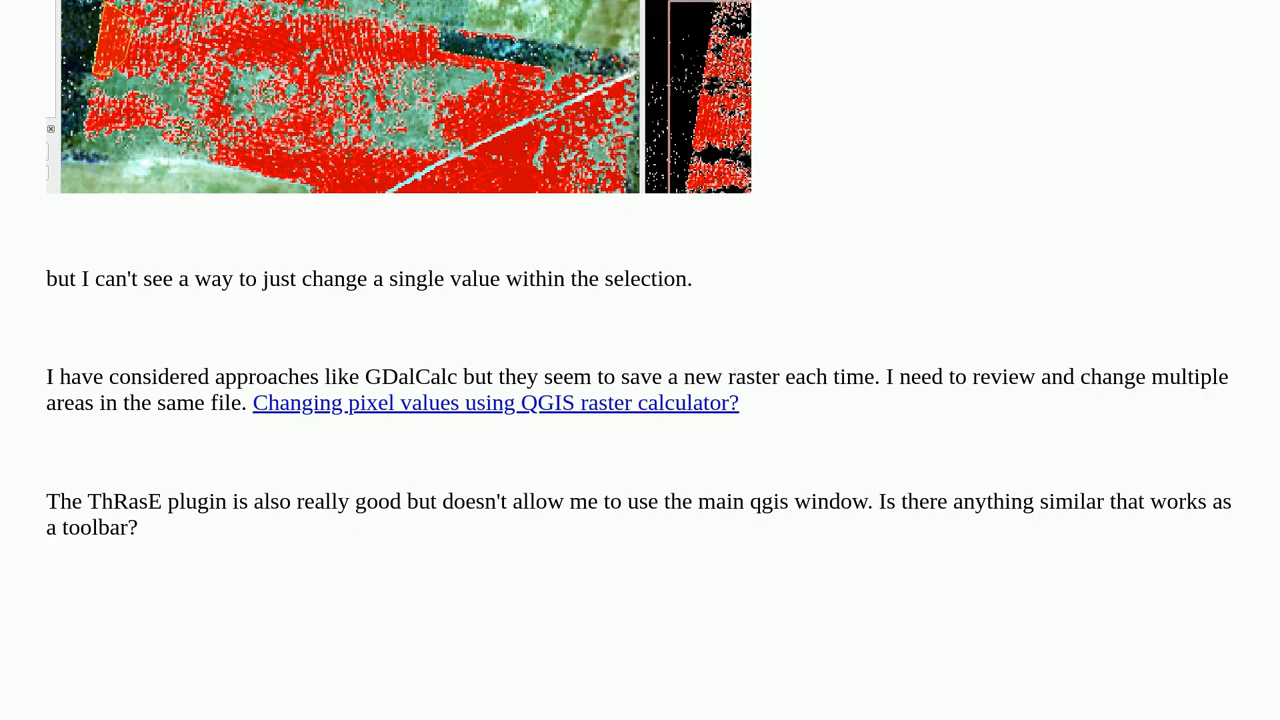 but I can't see a way to just change a single value within the selection.
I have considered approaches like GDalCalc but they seem to save a new raster each time. I need to review and change multiple
areas in the same file. Changing pixel values using QGIS raster calculator?
The ThRasE plugin is also really good but doesn't allow me to use the main qgis window. Is there anything similar that works as
a toolbar?